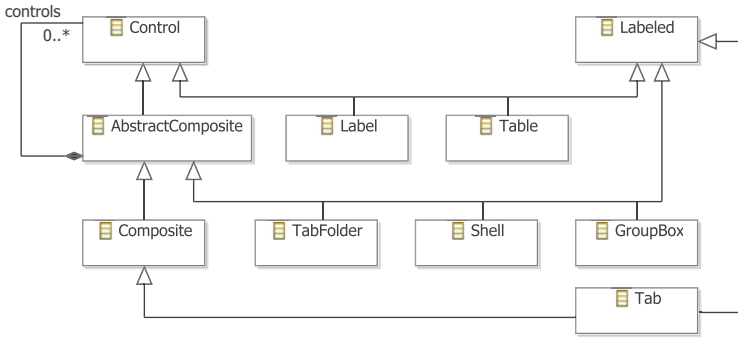 controls
Control
Labeled
0..*
AbstractComposite
Label
Table
Composite
TabFolder
Shell
GroupBox
Tab